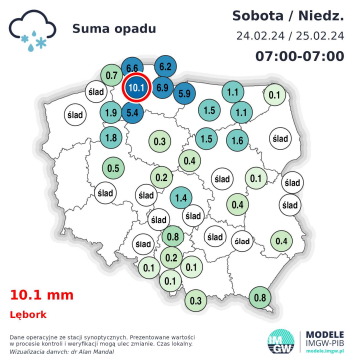 Suma opadu
Sobota / Niedz.
24.02.24 / 25.02.24
07:00-07:00
6.6
6.2
0.7
10.1
6.9
5.9
1.1
0.1
ślad
ślad
1.9
5.4
1.5
1.1
1.8
0.3
1.5
1.6
ślad
0.5
0.4
0.2
ślad
0.1
ślad
ślad
ślad
1.4
0.4
ślad
ślad
ślad
ślad
0.8
ślad
ślad
0.4
0.2
0.1
0.1
0.1
0.3
0.8
10.1 mm
Lębork
Dane operacyjne ze stacji synoptycznych. Prezentowane wartości
w procesie kontroli i weryfikacji mogą ulec zmianie. Czas lokalny.
Wizualizacja danych: dr Alan Mandal
IM
GW
MODELE
IMGW-PIB
modele.imgw.pl